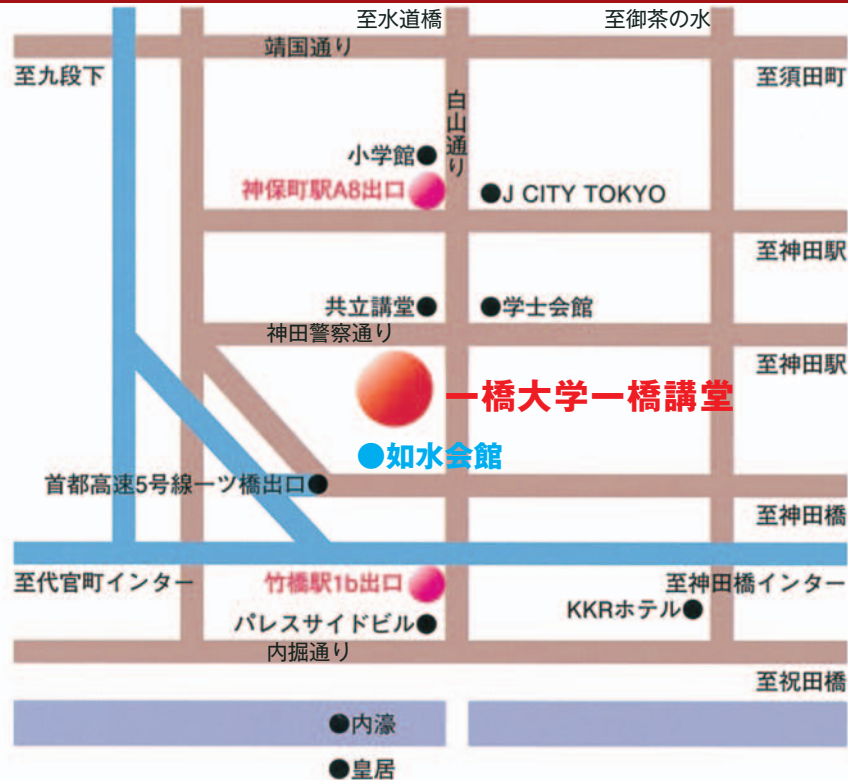 至水道橋
至御茶の水
靖国通り
至九段下
至須田町
白山通り
小学館
神保町駅A8出口
J CITY TOKYO
至神田駅
共立講堂
学士会館
神田警察通り
至神田駅
一橋大学一橋講堂
如水会館
首都高速5号線一ツ橋出口
至神田橋
至代官町インター
竹橋駅1b出口
至神田橋インター
KKRホテル
パレスサイドビル
内掘通り
至祝田橋
内濠
皇居